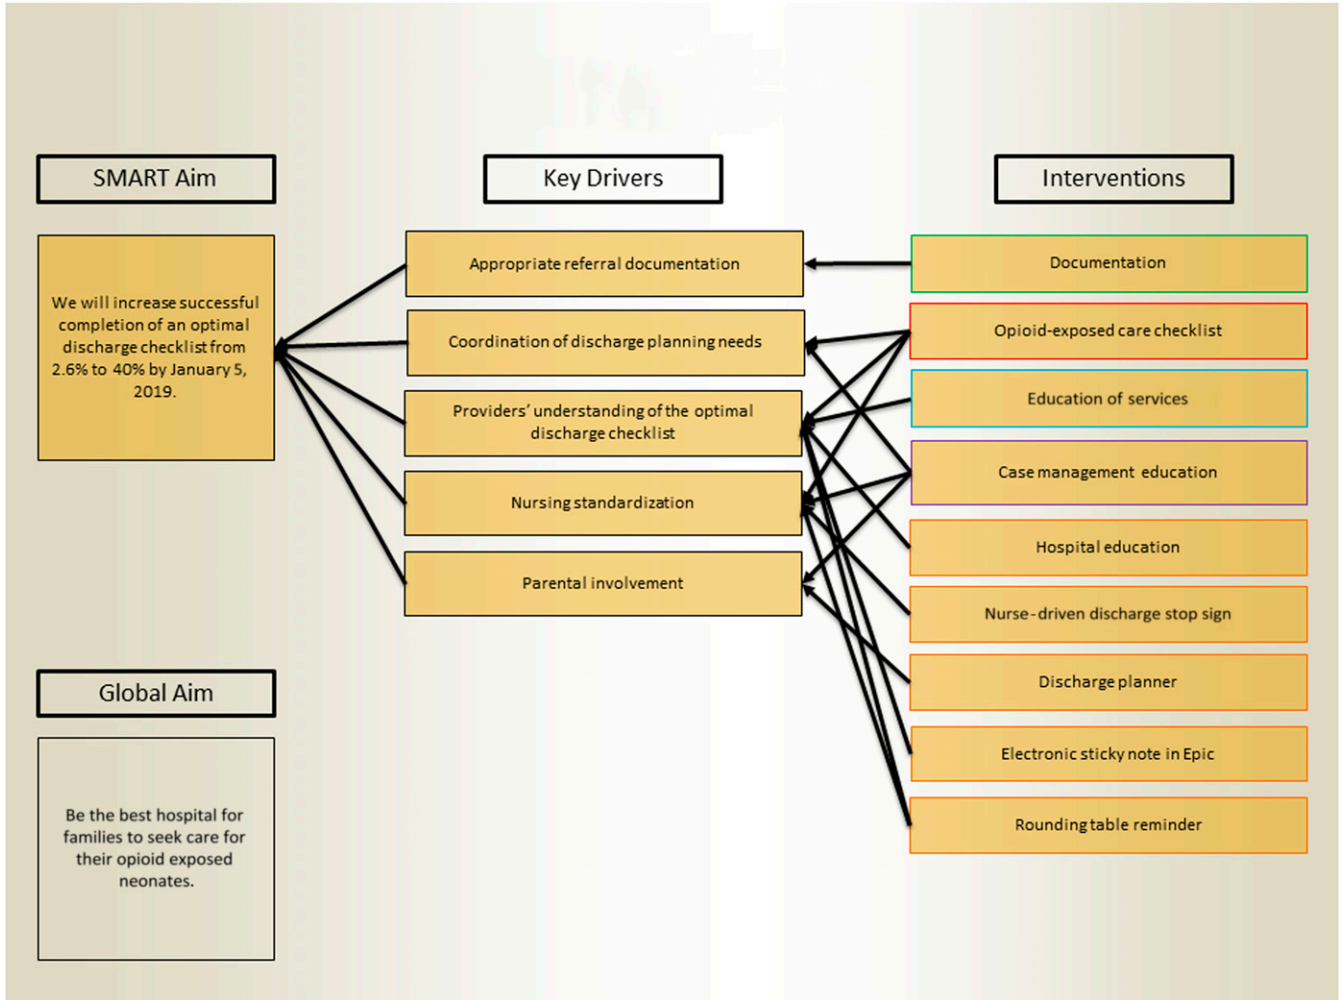 SMART Aim
We will increase successful
completion of an optimal
discharge checklist from
2.6% to 40% by January 5,
2019.
Global Aim
Be the best hospital for
families to seek care for
their opioid exposed
neonates.
Key Drivers
Appropriate referral documentation
Coordination of discharge planning needs
Providers’ understanding of the optimal
discharge checklist
Nursing standardization
Parental involvement
Interventions
Documentation
Opioid-exposed care checklist
Education of services
Case management education
Hospital education
Nurse-driven discharge stop sign
Discharge planner
Electronic sticky note in Epic
Rounding table reminder